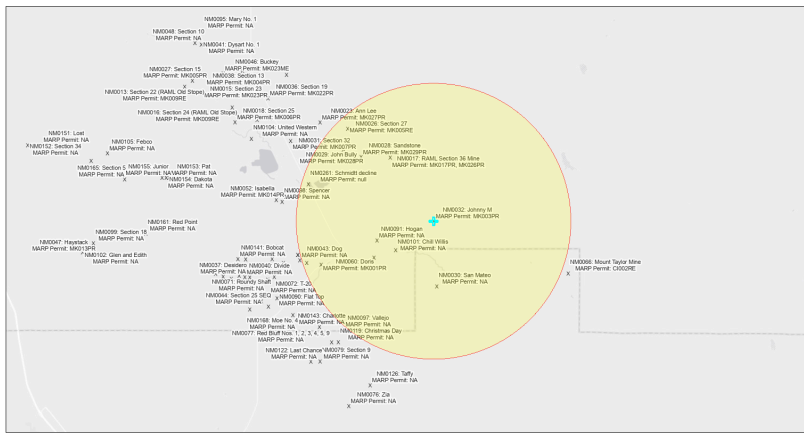 NM0095: Mary No. 1
MARP Permit: NA
NM0048: Section 10
MARP Permit: NA
NM0041: Dysart No. 1
MARP Permit: NA
NM0046: Buckey
MARP Permit: MK023ME
NM0027: Section 15
MARP Permit: MK005PR
NM0038: Section 13
MARP Permit: MK004PR
NM0015: Section 23
MARP Permit: MK023PR
NM0036: Section 19
MARP Permit: MK022PR
NM0013: Section 22 (RAML Old Stope)
MARP Permit: MK009RE
NM0016: Section 24 (RAML Old Stope)
MARP Permit: MK009RE
NM0018: Section 25
MARP Permit: MK006PR
NM0023: Ann Lee
MARP Permit: MK027PR
NM0026: Section 27
MARP Permit: MK005RE
NM0104: United Western
MARP Permit: NA
NM0031: Section 32
MARP Permit: MK007PR
NM0028: Sandstone
MARP Permit: MK029PR
NM0029: John Bully
MARP Permit: MK028PR
NM0017: RAML Section 36 Mine
MARP Permit: MK017PR, MK026PR
NM0151: Lost
MARP Permit: NA
NM0152: Section 34
MARP Permit: NA
NM0105: Febco
MARP Permit: NA
NM0165: Section 5
MARP Permit: NA
NM0155: Junior
MARP Permit: NA
NM0153: Pat
MARP Permit: NA
NM0154: Dakota
MARP Permit: NA
NM0261: Schmidt decline
MARP Permit: null
NM0052: Isabella
MARP Permit: MK014PR
Spencer
MARP Permit: NA
NM0032: Johnny M
MARP Permit: MK003PR
NM0161: Red Point
MARP Permit: NA
NM0099: Section 18
MARP Permit: NA
NM0047: Haystack
MARP Permit: MK013PR
NM0102: Glen and Edith
MARP Permit: NA
NM0091: Hogan
MARP Permit: NA
NM0101: Chill Willis
MARP Permit: NA
NM0141: Bobcat
MARP Permit: NA
NM0043: Dog
MARP Permit: NA
NM0060: Doris
MARP Permit: MK001PR
NM0037: Desidero
MARP Permit: NA
NM0040: Divide
MARP Permit: NA
NM0066: Mount Taylor Mine
MARP Permit: CI002RE
NM0030: San Mateo
MARP Permit: NA
NM0071: Roundy Shaft
MARP Permit: NA
NM0072: T-20
MARP Permit: NA
NM0044: Section 25 SEQ
MARP Permit: NA
NM0090: Flat Top
MARP Permit: NA
NM0168: Moe No. 4
MARP Permit: NA
NM0143: Charlotte
MARP Permit: NA
NM0097: Vallejo
MARP Permit: NA
NM0077: Red Bluff Nos. 1, 2, 3, 4, 5, 9
MARP Permit: NA
NM0119: Christmas Day
MARP Permit: NA
NM0122: Last Chance
MARP Permit: NA
NM0079: Section 9
MARP Permit: NA
NM0126: Taffy
MARP Permit: NA
NM0076: Zia
MARP Permit: NA